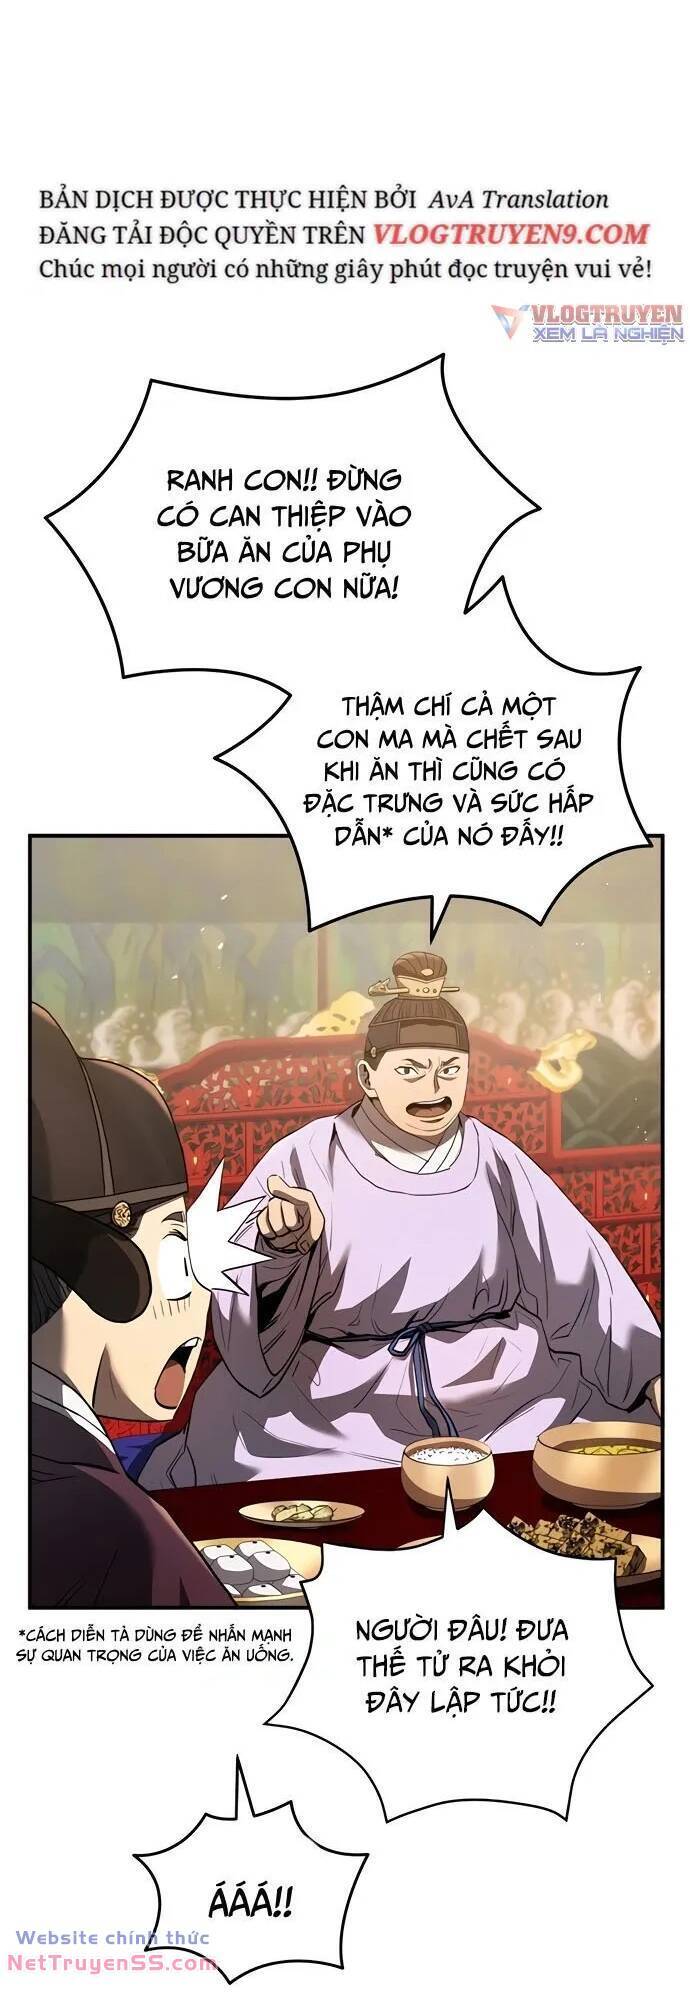 BẢN DỊCH ĐƯỢC THỰC HIỆN BỞI AvA Translation
ĐĂNG TẢI ĐỘC QUYỀN TRÊN VLOGTRUYEN9.COM
Chúc mọi người có những giây phút đọc truyện vui vẻ!
VLOGTRUYEN
XEM LÀ NGHIỆN
RANH CON!! ĐỪNG
CÓ CAN THIỆP VÀO
BỮA ĂN CỦA PHỤ
VƯƠNG CON NỮA!
THẬM CHÍ CẢ MỘT
CON MA MÀ CHẾT SAU
KHI ĂN THÌ CŨNG CÓ
ĐẶC TRƯNG VÀ SỨC HẤP
DẪN* CỦA NÓ ĐẤY!!
*CÁCH DIỄN TẢ DÙNG ĐỂ NHẤN MẠNH
SỰ QUAN TRỌNG CỦA VIỆC ĂN UỐNG.
NGƯỜI ĐÂU! ĐƯA
THẾ TỬ RA KHỎI
ĐÂY LẬP TỨC!!
ÁÁÁ!!
Website chính thức
NetTruyenSS.com